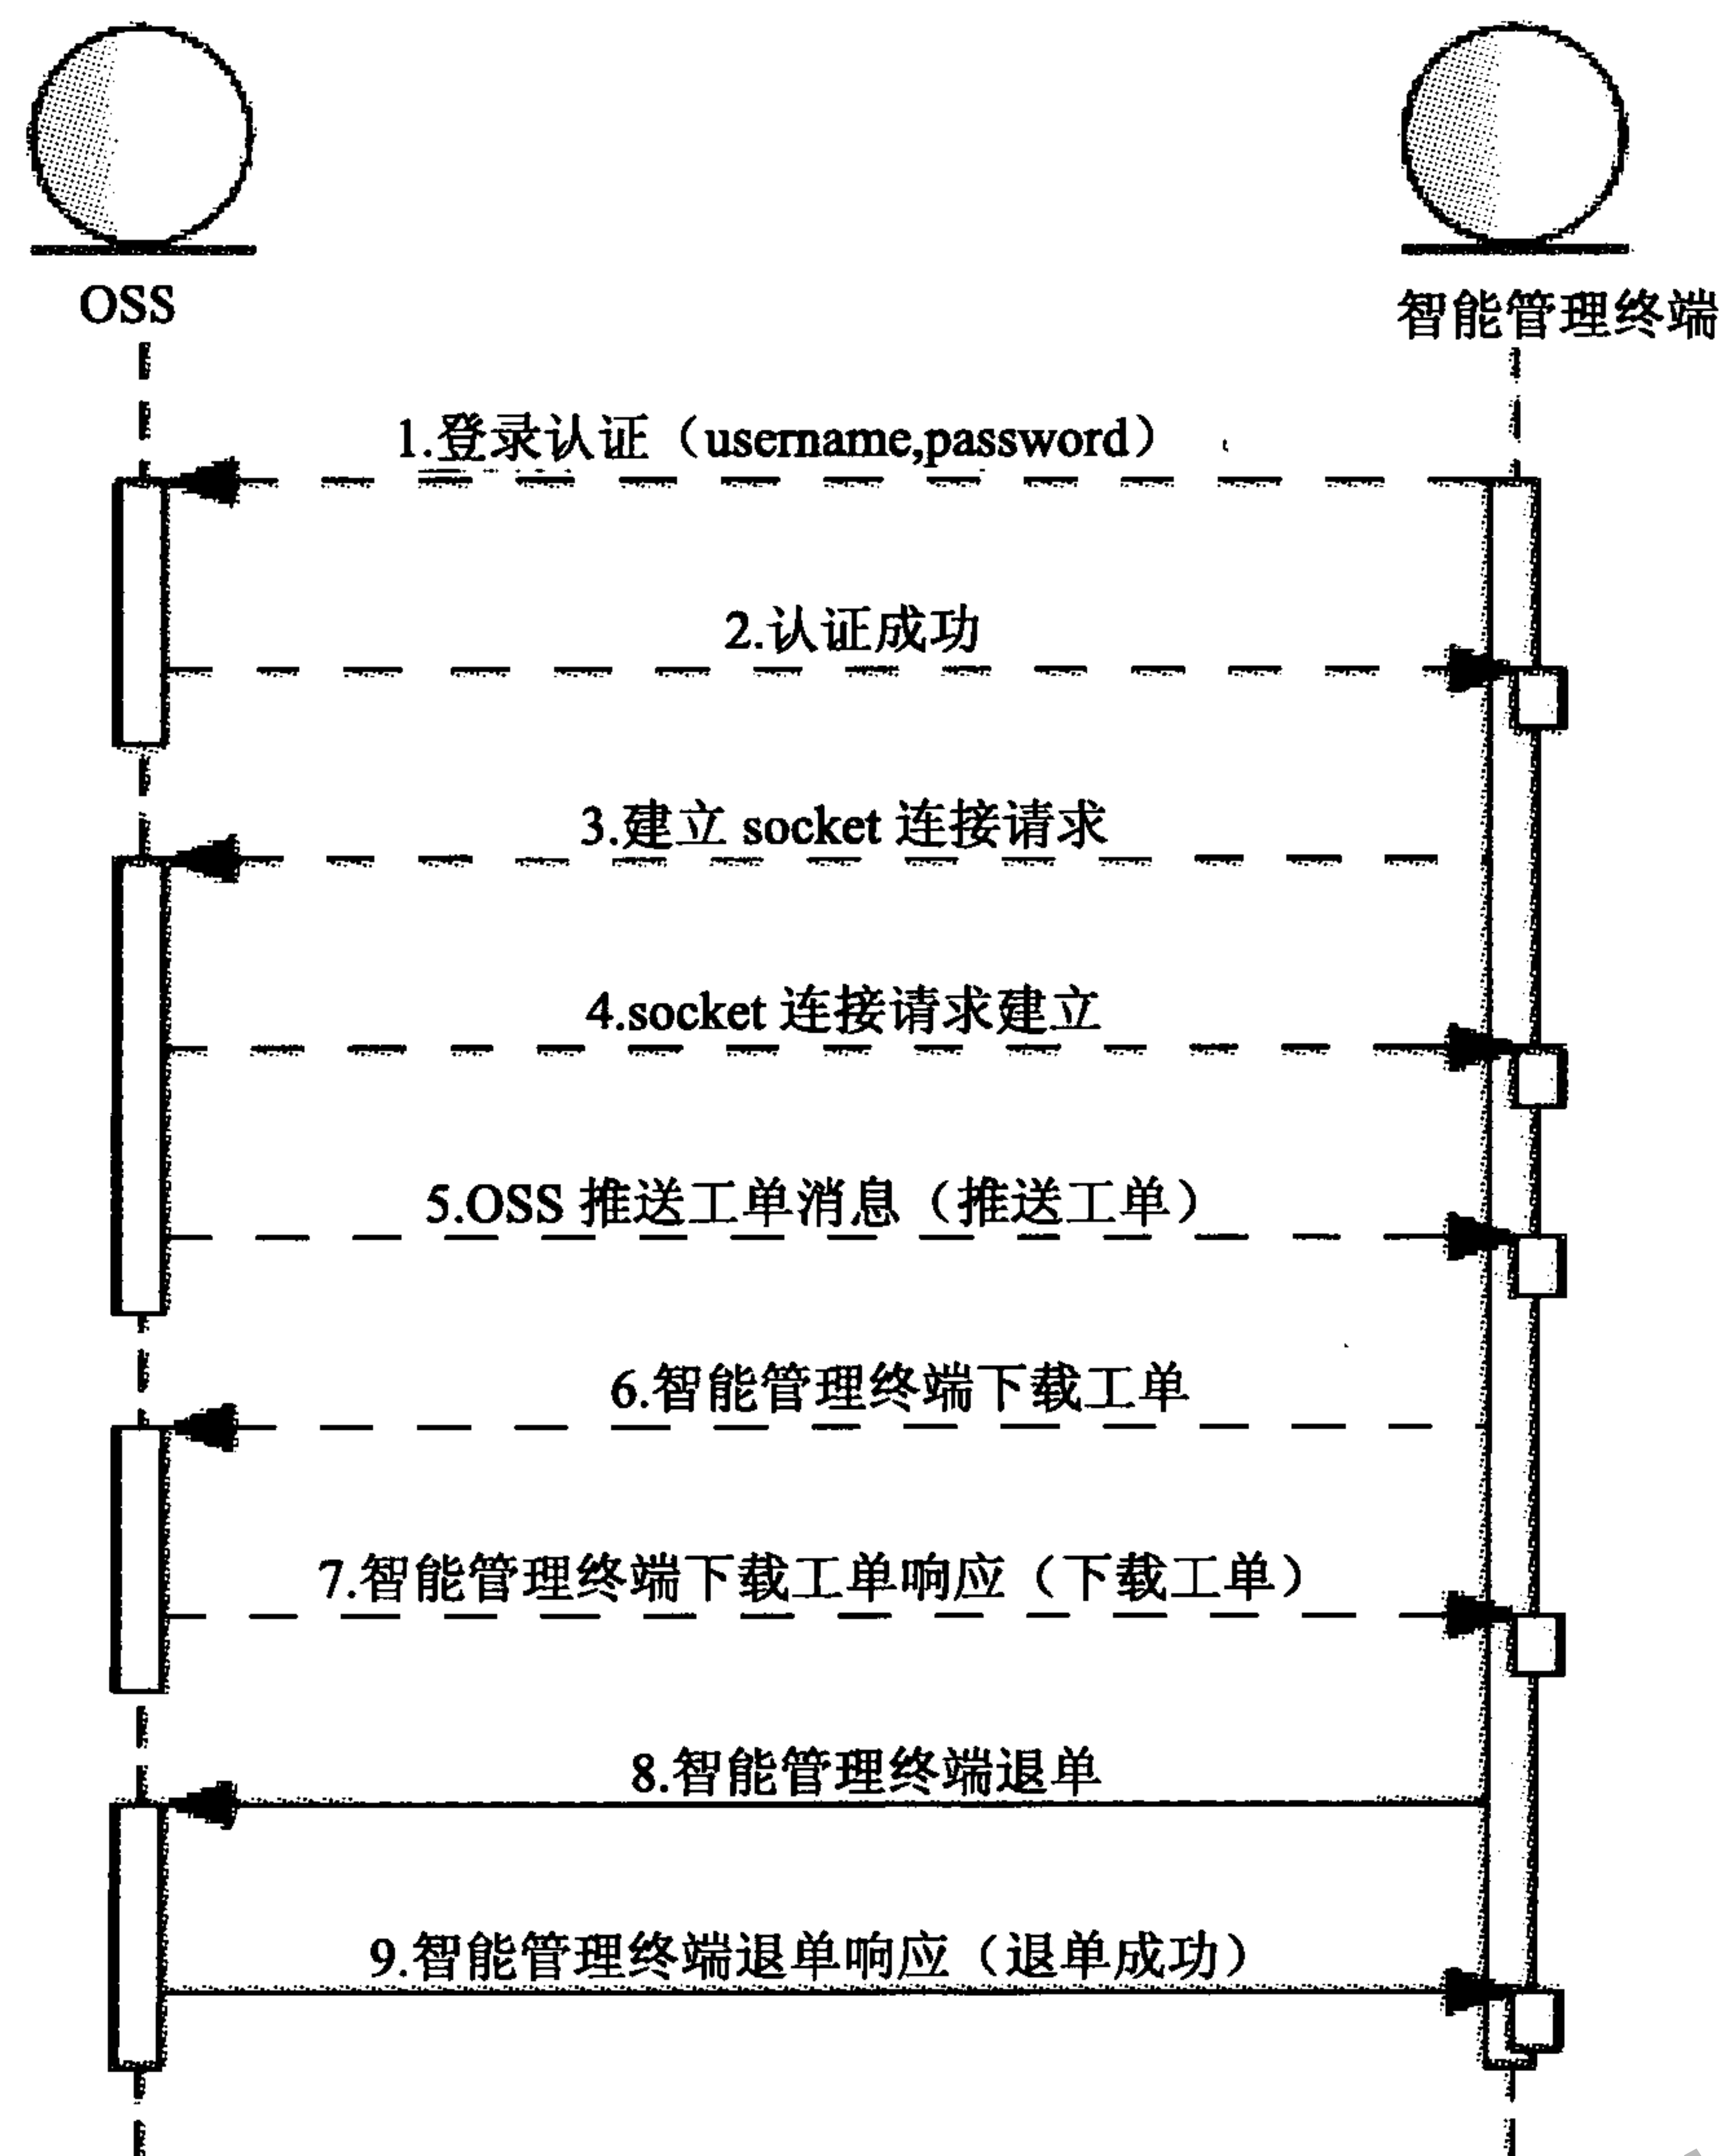 OSS
智能管理终端
1.登录认证（username,password）
2.认证成功
3.建立 socket 连接请求
4.socket 连接请求建立
5.OSS 推送工单消息（推送工单）
6.智能管理终端下载工单
7.智能管理终端下载工单响应（下载工单）
8.智能管理终端退单
9.智能管理终端退单响应（退单成功）